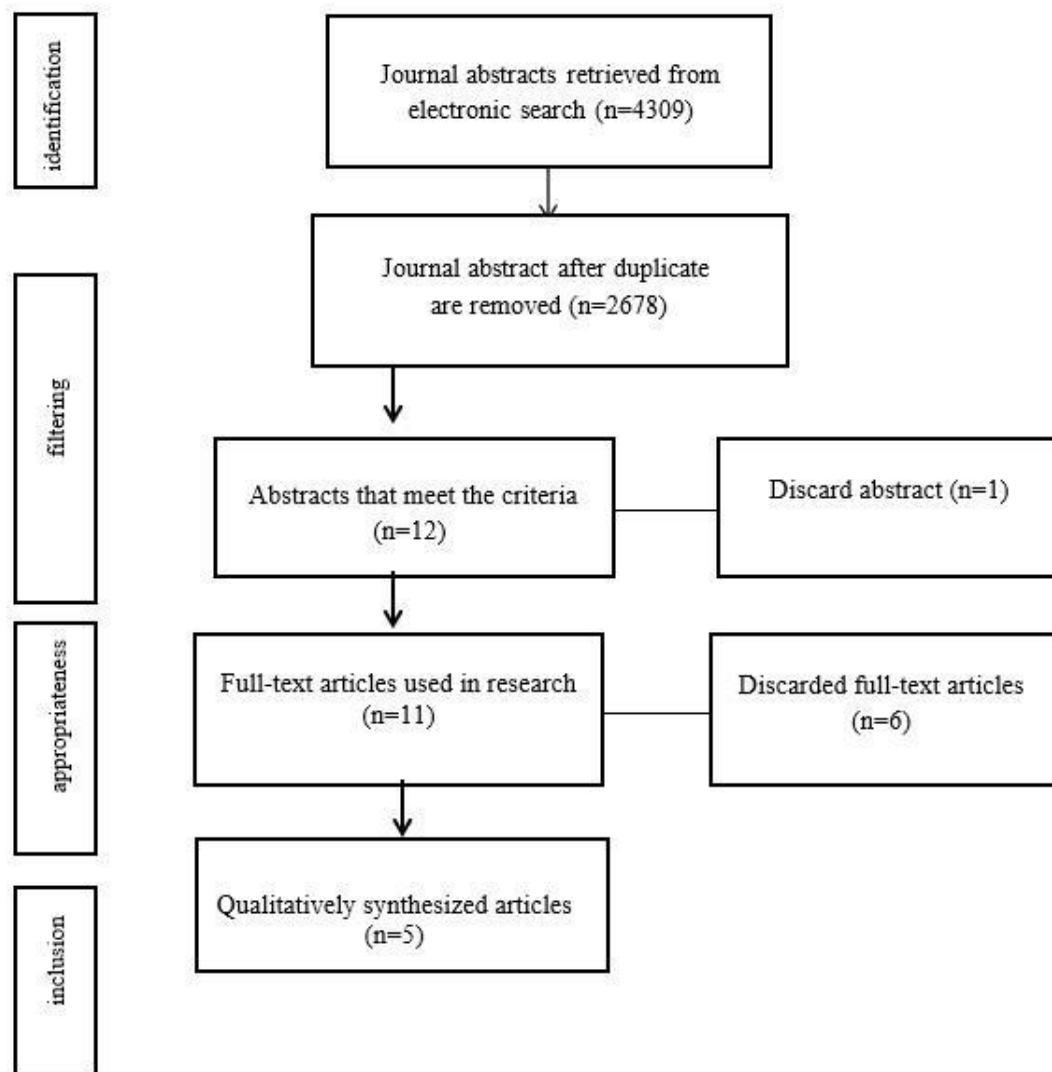 identification
Journal abstracts retrieved from
electronic search (n=4309)
Journal abstract after duplicate
are removed (n=2678)
filtering
Abstracts that meet the criteria
(n=12)
Discard abstract (n=1)
appropriateness
Full-text articles used in research
(n=11)
Discarded full-text articles
(n=6)
Qualitatively synthesized articles
(n=5)
inclusion